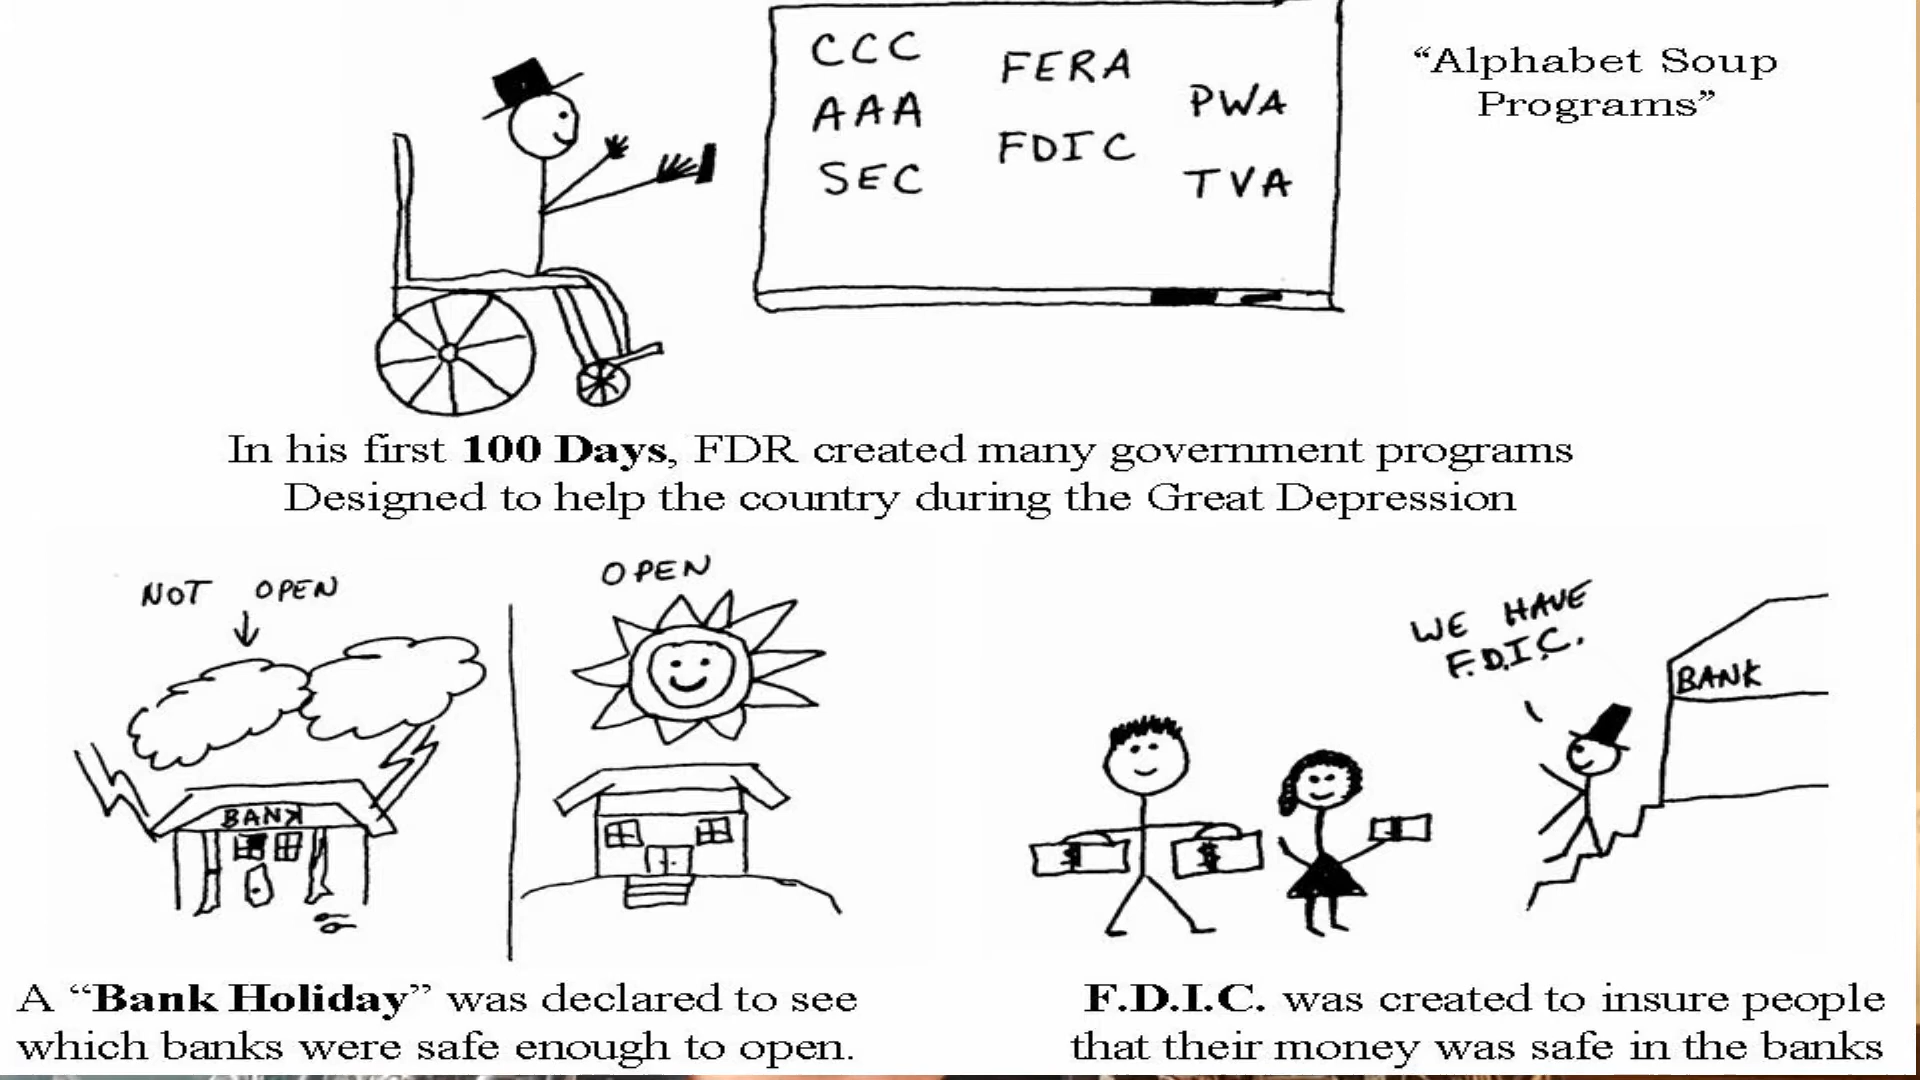 CCC
AAA
SEC
FERA
FDIC
PWA
TVA
“Alphabet Soup
Programs”
In his first 100 Days, FDR created many government programs
Designed to help the country during the Great Depression
NOT OPEN
BANK
OPEN
WE HAVE
F.D.I.C.
BANK
$
$
A “Bank Holiday” was declared to see
which banks were safe enough to open.
F.D.I.C. was created to insure people
that their money was safe in the banks